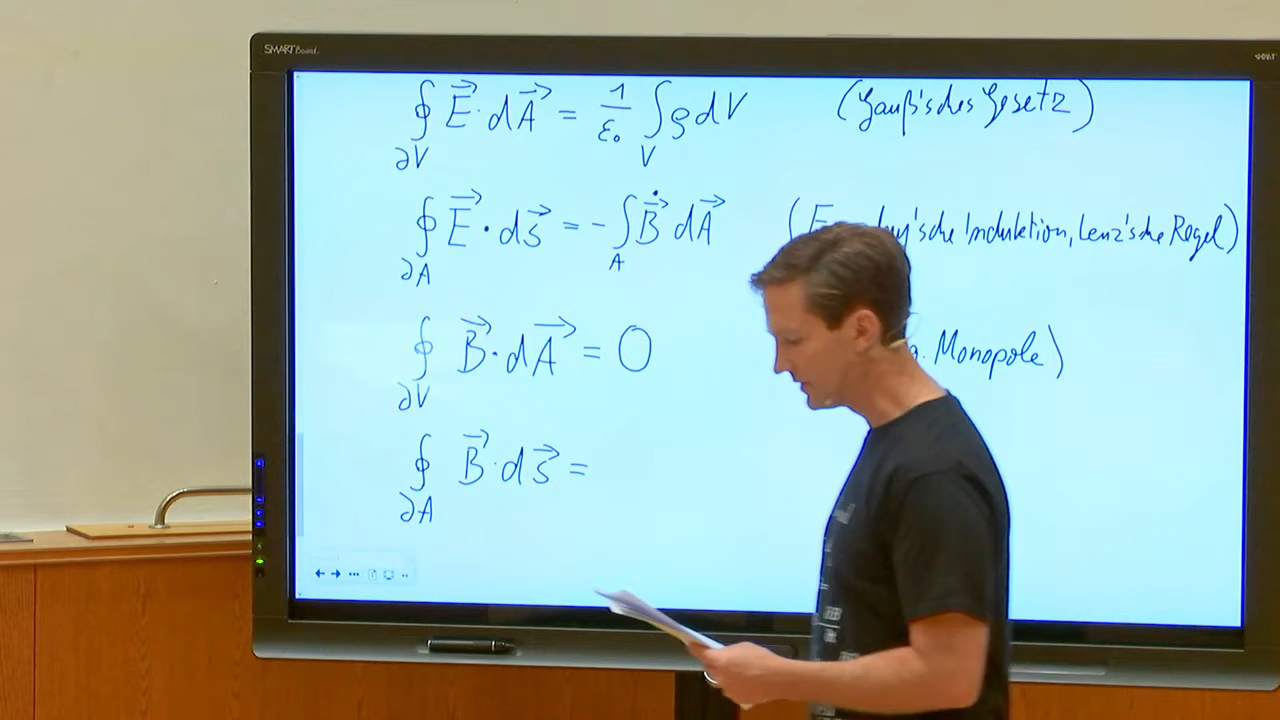 SMART Board
∮_{∂V} E⃗ · dA⃗ = 1/ε₀ ∫_V ρ dV (Gauß'sches Gesetz)
∮_{∂A} E⃗ · ds⃗ = - ∫_A Ḃ⃗ dA⃗ ('sche Induktion, Lenz'sche Regel)
∮_{∂V} B⃗ · dA⃗ = 0 Monopole)
∮_{∂A} B⃗ · ds⃗ =